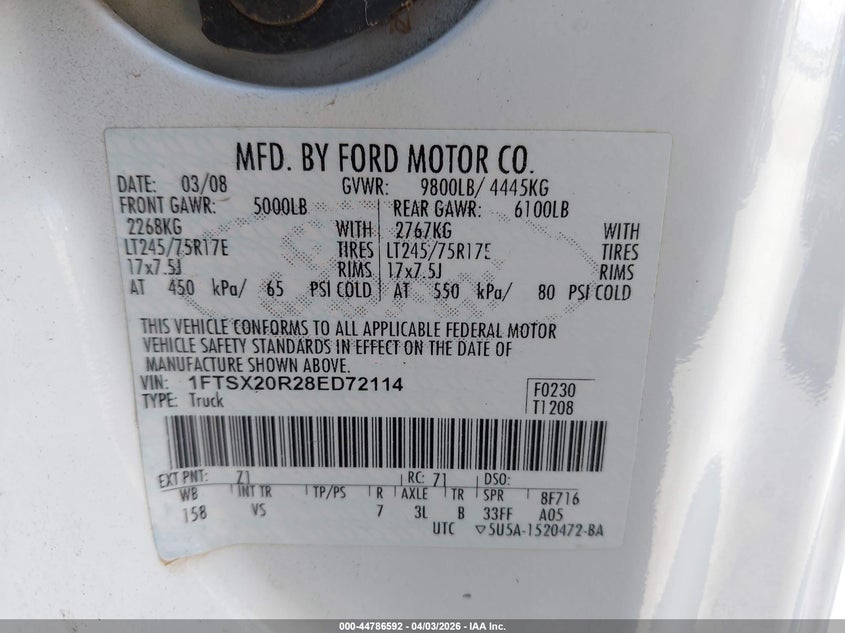 MFD. BY FORD MOTOR CO.
DATE: 03/08 GVWR: 9800LB/ 4445KG
FRONT GAWR: 5000LB REAR GAWR: 6100LB
2268KG WITH 2767KG WITH
LT245/75R17E TIRES LT245/75R17E TIRES
17x7.5J RIMS 17x7.5J RIMS
AT 450 kPa/ 65 PSI COLD AT 550 kPa/ 80 PSI COLD
THIS VEHICLE CONFORMS TO ALL APPLICABLE FEDERAL MOTOR
VEHICLE SAFETY STANDARDS IN EFFECT ON THE DATE OF
MANUFACTURE SHOWN ABOVE.
VIN: 1FTSX20R28ED72114 F0230
TYPE: Truck T1208
EXT PNT: Z1 RC: 71 DSO:
WB INT TR TP/PS R AXLE TR SPR 8F716
158 VS 7 3L B 33FF A05
UTC ▽5U5A-1520472-BA
000-44786592 - 04/03/2026 - IAA Inc.